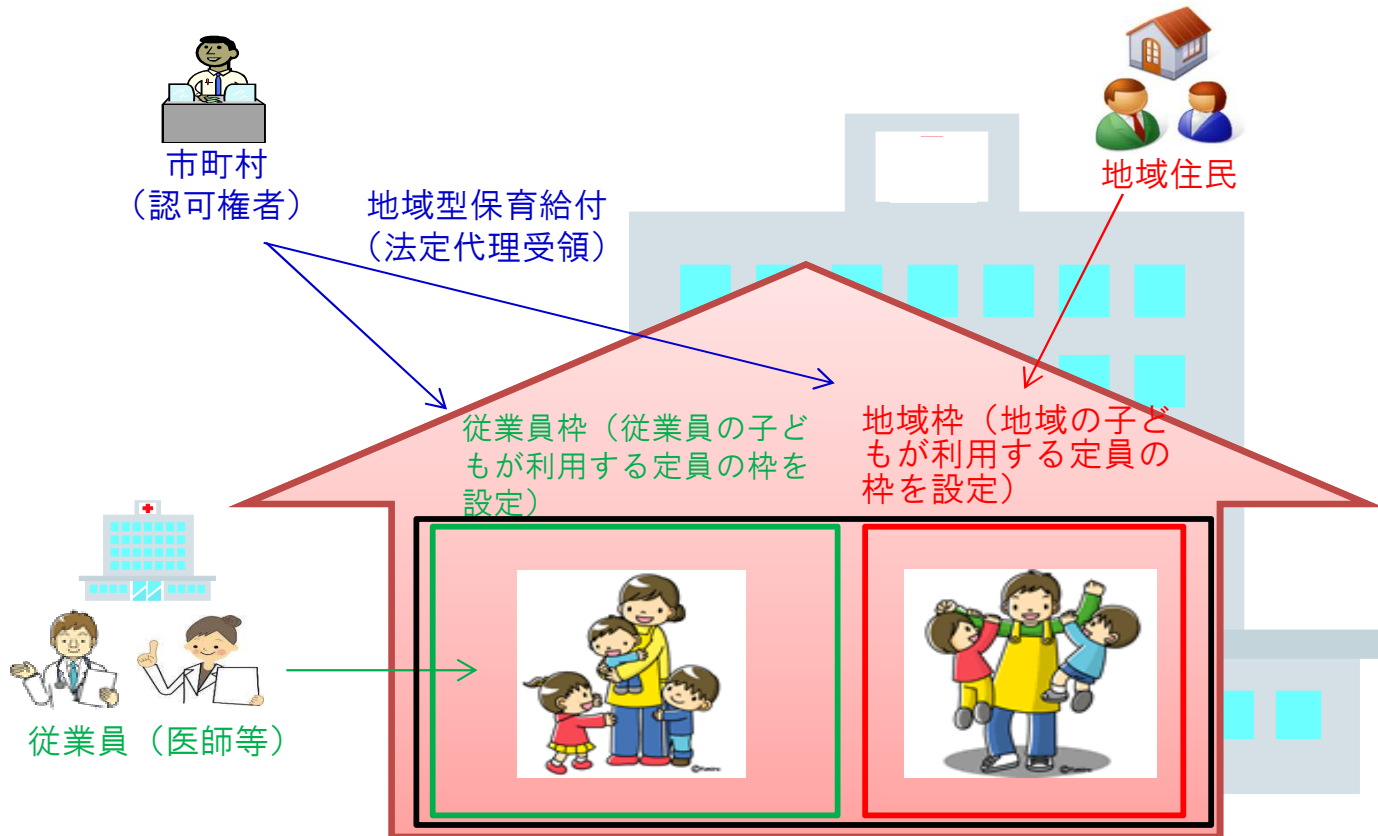 市町村
（認可権者）
地域型保育給付
（法定代理受領）
地域住民
従業員枠（従業員の子ど
もが利用する定員の枠を
設定）
地域枠（地域の子ど
もが利用する定員の
枠を設定）
従業員（医師等）